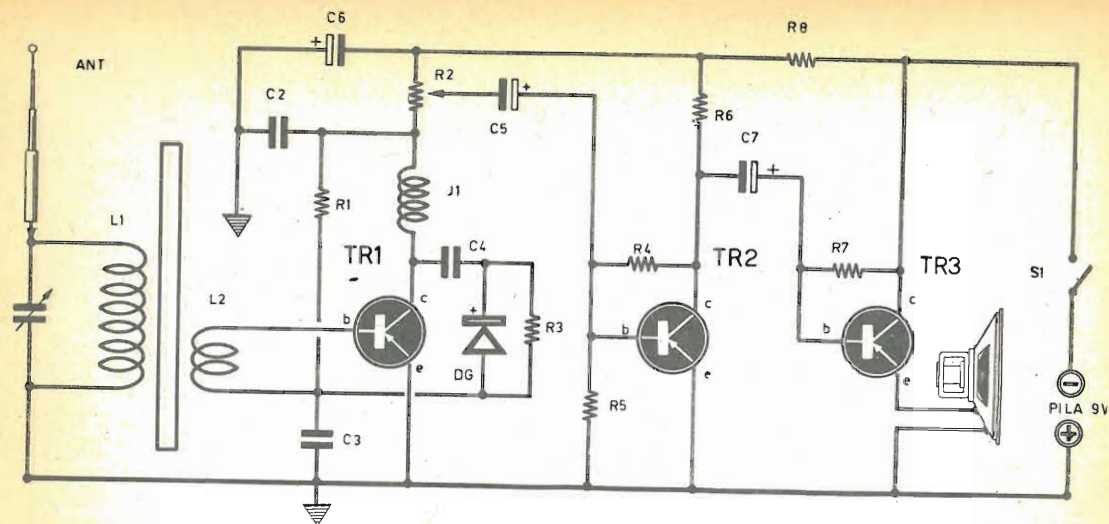 C6
R8
ANT
R2
C2
R6
C5
C7
J1
R1
L1
TR1
C4
R4
TR2
R7
TR3
S1
L2
c
c
c
b
R3
b
b
DG
e
e
e
R5
PILA 9V
C3